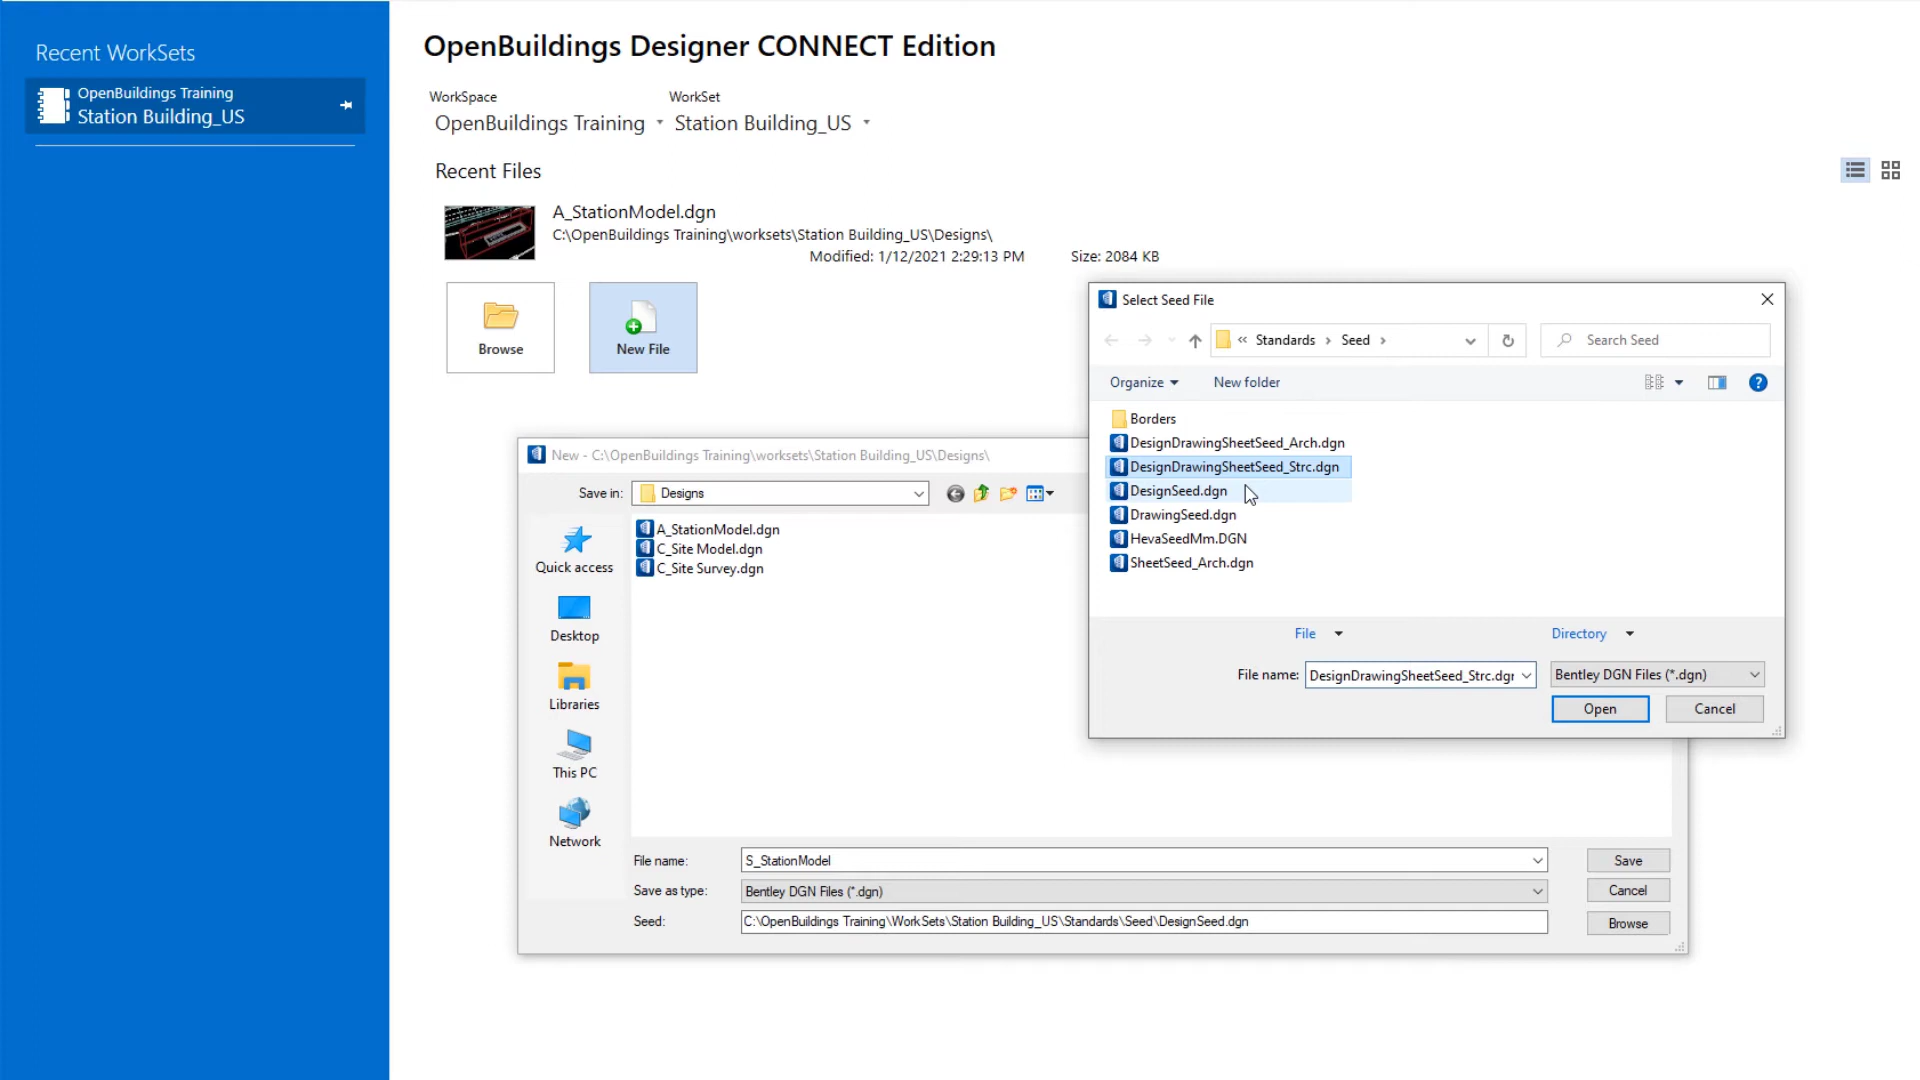 Recent WorkSets
OpenBuildings Training
Station Building_US
OpenBuildings Designer CONNECT Edition
WorkSpace
WorkSet
OpenBuildings Training
Station Building_US
Recent Files
A_StationModel.dgn
C:\OpenBuildings Training\worksets\Station Building_US\Designs\
Modified: 1/12/2021 2:29:13 PM
Size: 2084 KB
Browse
New File
Select Seed File
« Standards › Seed ›
Search Seed
Organize
New folder
?
Borders
DesignDrawingSheetSeed_Arch.dgn
DesignDrawingSheetSeed_Strc.dgn
DesignSeed.dgn
DrawingSeed.dgn
HevaSeedMm.DGN
SheetSeed_Arch.dgn
File
Directory
File name:
DesignDrawingSheetSeed_Strc.dgr
Bentley DGN Files (*.dgn)
Open
Cancel
New - C:\OpenBuildings Training\worksets\Station Building_US\Designs\
Save in:
Designs
A_StationModel.dgn
C_Site Model.dgn
C_Site Survey.dgn
Quick access
Desktop
Libraries
This PC
Network
File name:
S_StationModel
Save
Save as type:
Bentley DGN Files (*.dgn)
Cancel
Seed:
C:\OpenBuildings Training\WorkSets\Station Building_US\Standards\Seed\DesignSeed.dgn
Browse